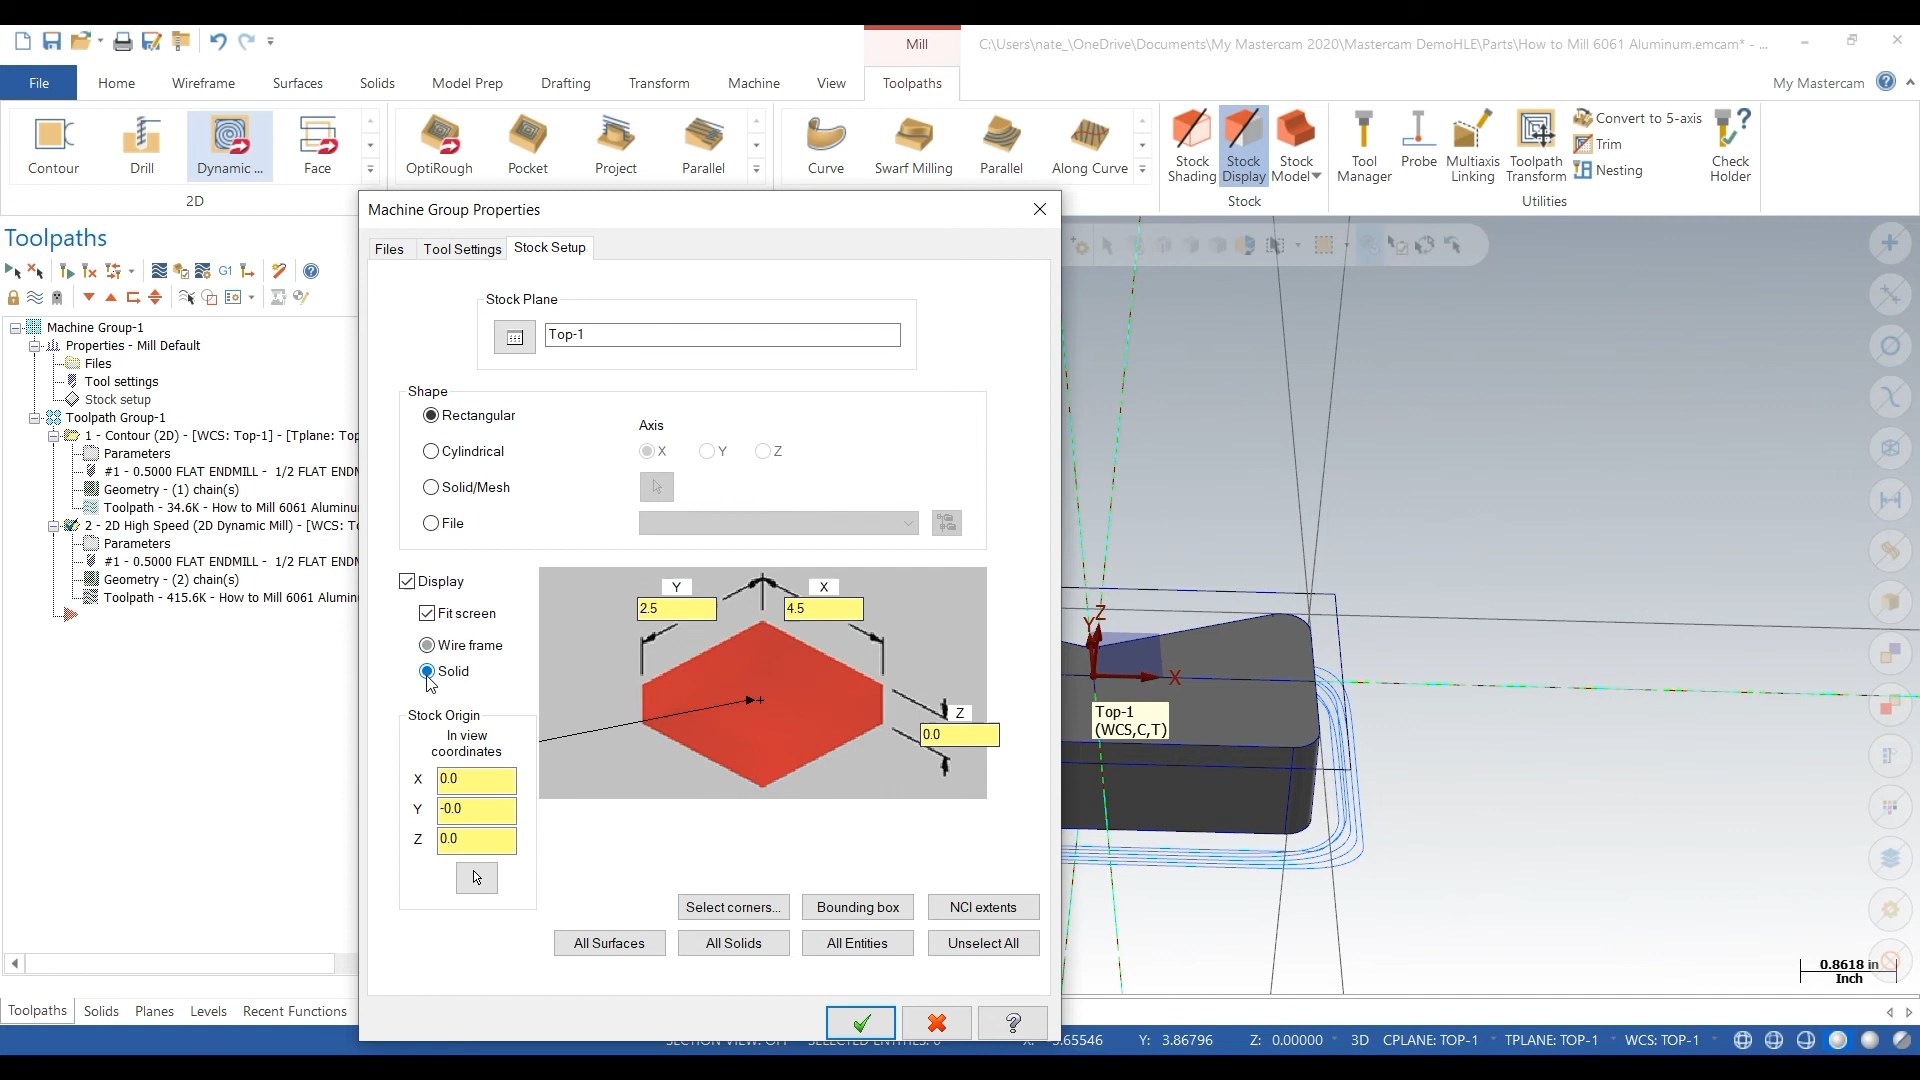 Mill
C:\Users\nate_\OneDrive\Documents\My Mastercam 2020\Mastercam DemoHLE\Parts\How to Mill 6061 Aluminum.emcam* - ...
File
Home
Wireframe
Surfaces
Solids
Model Prep
Drafting
Transform
Machine
View
Toolpaths
My Mastercam
Contour
Drill
Dynamic ...
Face
2D
OptiRough
Pocket
Project
Parallel
Curve
Swarf Milling
Parallel
Along Curve
Stock Shading
Stock Display
Stock Model
Stock
Tool Manager
Probe
Multiaxis Linking
Toolpath Transform
Convert to 5-axis
Trim
Nesting
Check Holder
Utilities
Toolpaths
G1
Machine Group-1
Properties - Mill Default
Files
Tool settings
Stock setup
Toolpath Group-1
1 - Contour (2D) - [WCS: Top-1] - [Tplane: Top
Parameters
#1 - 0.5000 FLAT ENDMILL - 1/2 FLAT ENDM
Geometry - (1) chain(s)
Toolpath - 34.6K - How to Mill 6061 Aluminu
2 - 2D High Speed (2D Dynamic Mill) - [WCS: To
Parameters
#1 - 0.5000 FLAT ENDMILL - 1/2 FLAT ENDM
Geometry - (2) chain(s)
Toolpath - 415.6K - How to Mill 6061 Alumin
Machine Group Properties
Files
Tool Settings
Stock Setup
Stock Plane
Top-1
Shape
Rectangular
Cylindrical
Solid/Mesh
File
Axis
X
Y
Z
Display
Fit screen
Wire frame
Solid
Y
2.5
X
4.5
Z
0.0
Stock Origin
In view
coordinates
X 0.0
Y -0.0
Z 0.0
Select corners...
Bounding box
NCI extents
All Surfaces
All Solids
All Entities
Unselect All
Y
Z
X
Top-1
(WCS,C,T)
0.8618 in
Inch
Toolpaths
Solids
Planes
Levels
Recent Functions
Y: 3.86796
Z: 0.00000
3D
CPLANE: TOP-1
TPLANE: TOP-1
WCS: TOP-1